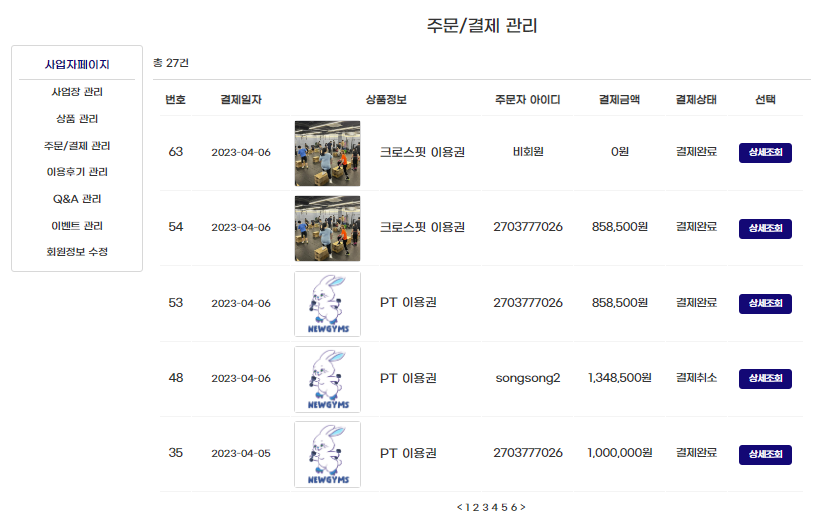 주문/결제 관리
사업자페이지
사업장 관리
상품 관리
주문/결제 관리
이용후기 관리
Q&A 관리
이벤트 관리
회원정보 수정
총 27건
번호 결제일자 상품정보 주문자 아이디 결제금액 결제상태 선택
63 2023-04-06 크로스핏 이용권 비회원 0원 결제완료 상세조회
54 2023-04-06 크로스핏 이용권 2703777026 858,500원 결제완료 상세조회
53 2023-04-06 NEWGYMS PT 이용권 2703777026 858,500원 결제완료 상세조회
48 2023-04-06 NEWGYMS PT 이용권 songsong2 1,348,500원 결제취소 상세조회
35 2023-04-05 NEWGYMS PT 이용권 2703777026 1,000,000원 결제완료 상세조회
< 1 2 3 4 5 6 >